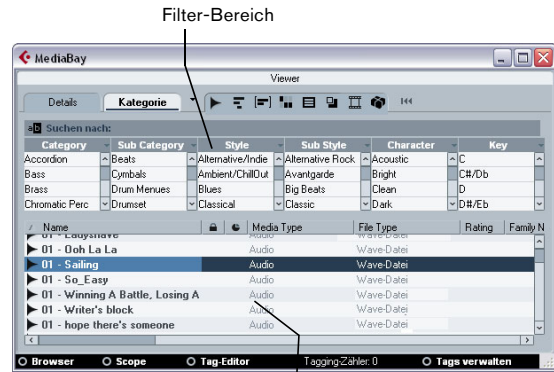 Filter-Bereich
MediaBay
Viewer
Details Kategorie
Suchen nach:
Category Sub Category Style Sub Style Character Key
Accordion Beats Alternative/Indie Alternative Rock Acoustic C
Bass Cymbals Ambient/ChillOut Avantgarde Bright C#/Db
Brass Drum Menues Blues Big Beats Clean D
Chromatic Perc Drumset Classical Classic Dark D#/Eb
Name Media Type File Type Rating Family N
01 - Ladyshave Audio Wave-Datei
01 - Ooh La La Audio Wave-Datei
01 - Sailing Audio Wave-Datei
01 - So_Easy Audio Wave-Datei
01 - Winning A Battle, Losing A Audio Wave-Datei
01 - Writer's block Audio Wave-Datei
01 - hope there's someone Audio Wave-Datei
Browser Scope Tag-Editor Tagging-Zähler: 0 Tags verwalten